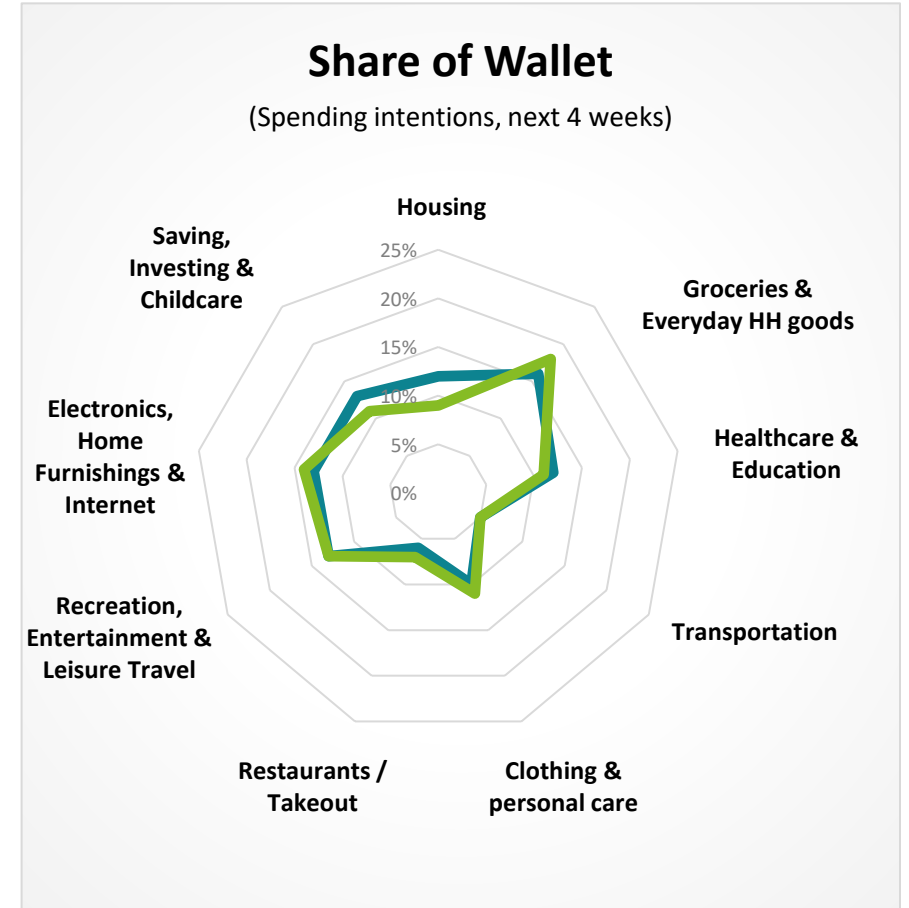 Share of Wallet
(Spending intentions, next 4 weeks)
Housing
Saving,
Investing &
Childcare
25%
20%
15%
10%
5%
0%
Groceries &
Everyday HH goods
Electronics,
Home
Furnishings &
Internet
Healthcare &
Education
Recreation,
Entertainment &
Leisure Travel
Transportation
Restaurants /
Takeout
Clothing &
personal care